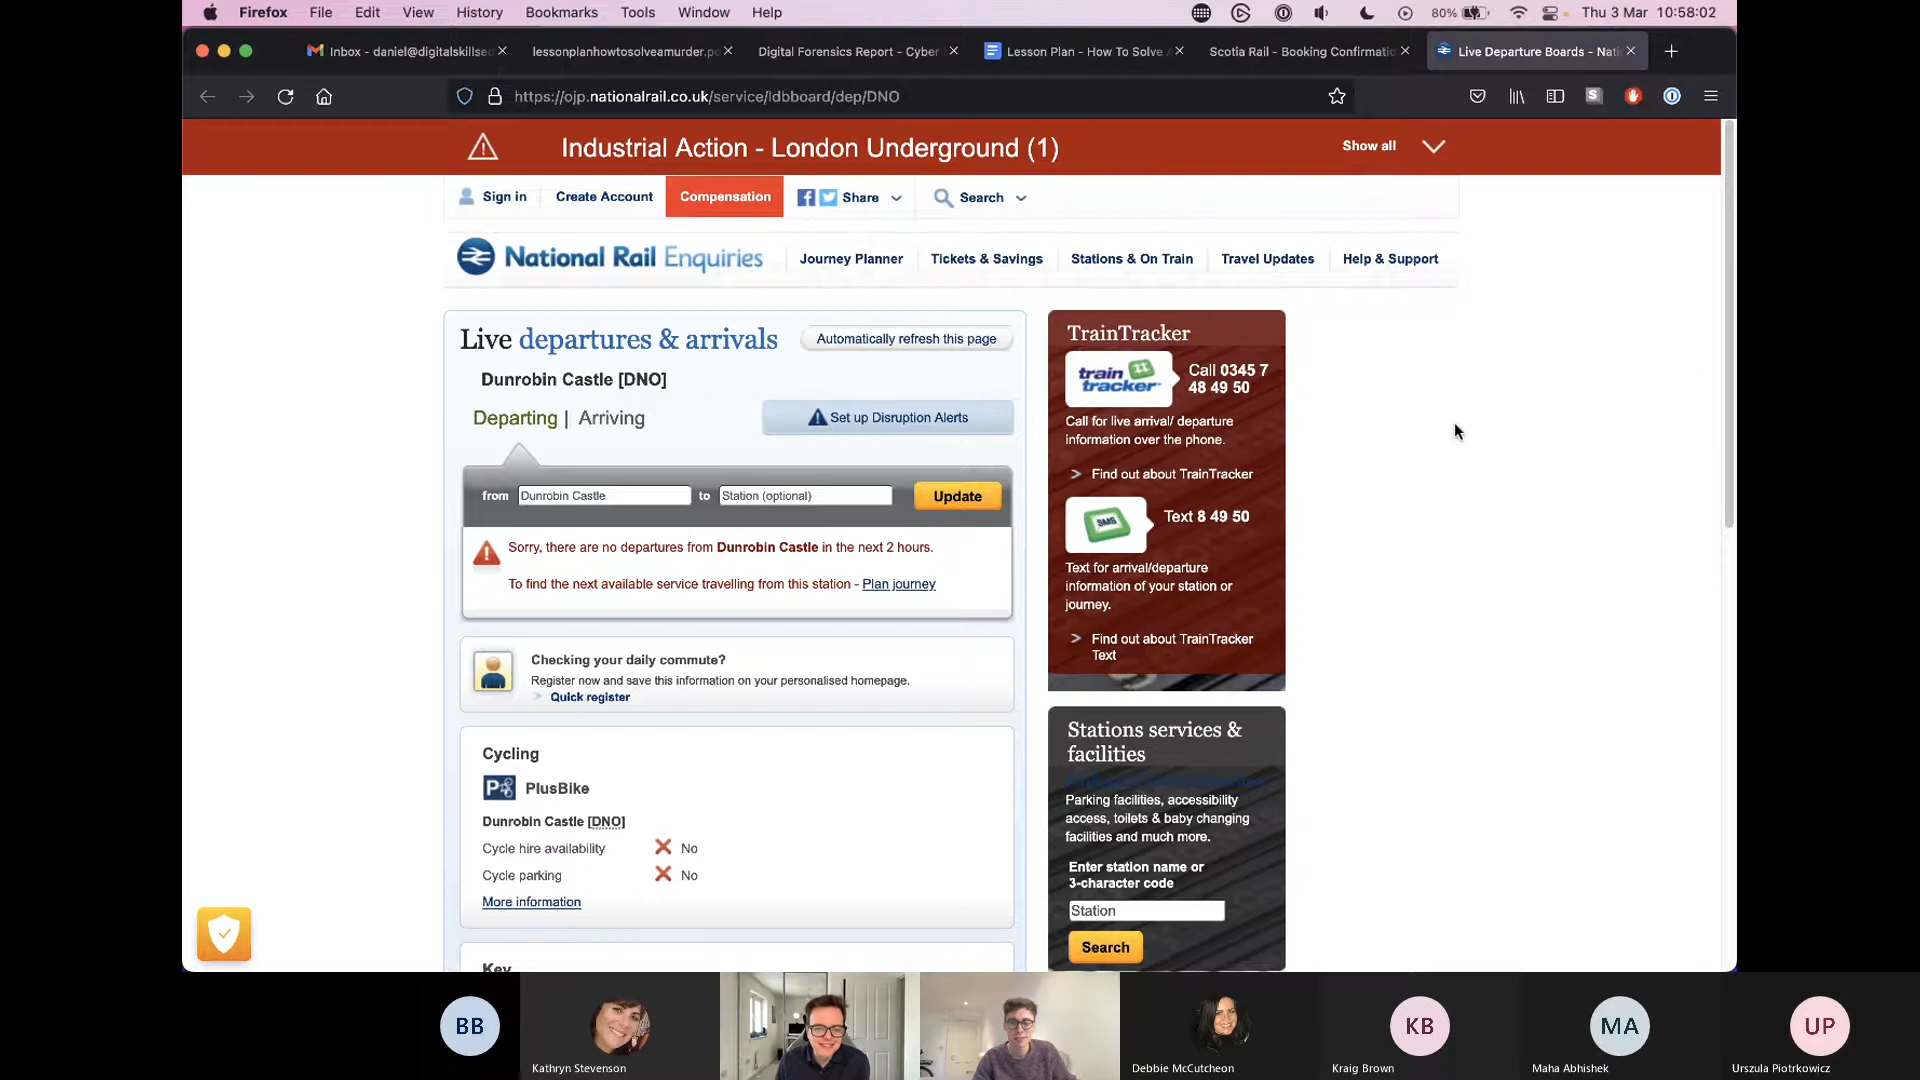 Firefox File Edit View History Bookmarks Tools Window Help 80% Thu 3 Mar 10:58:02
Inbox - daniel@digitalskillsed lessonplanhowtosolveamurder.pd Digital Forensics Report - Cyber Lesson Plan - How To Solve Scotia Rail - Booking Confirmatio Live Departure Boards - Nati
https://ojp.nationalrail.co.uk/service/ldbboard/dep/DNO
Industrial Action - London Underground (1)
Show all
Sign in Create Account Compensation Share Search
National Rail Enquiries Journey Planner Tickets & Savings Stations & On Train Travel Updates Help & Support
Live departures & arrivals
Automatically refresh this page
Dunrobin Castle [DNO]
Departing | Arriving
Set up Disruption Alerts
from Dunrobin Castle to Station (optional) Update
Sorry, there are no departures from Dunrobin Castle in the next 2 hours.
To find the next available service travelling from this station - Plan journey
Checking your daily commute?
Register now and save this information on your personalised homepage.
Quick register
Cycling
PlusBike
Dunrobin Castle [DNO]
Cycle hire availability No
Cycle parking No
More information
Key
TrainTracker
train tracker
Call 0345 7
48 49 50
Call for live arrival/ departure
information over the phone.
Find out about TrainTracker
SMS
Text 8 49 50
Text for arrival/departure
information of your station or
journey.
Find out about TrainTracker
Text
Stations services &
facilities
Parking facilities, accessibility
access, toilets & baby changing
facilities and much more.
Enter station name or
3-character code
Station
Search
BB
KB
MA
UP
Kathryn Stevenson
Debbie McCutcheon
Kraig Brown
Maha Abhishek
Urszula Piotrkowicz